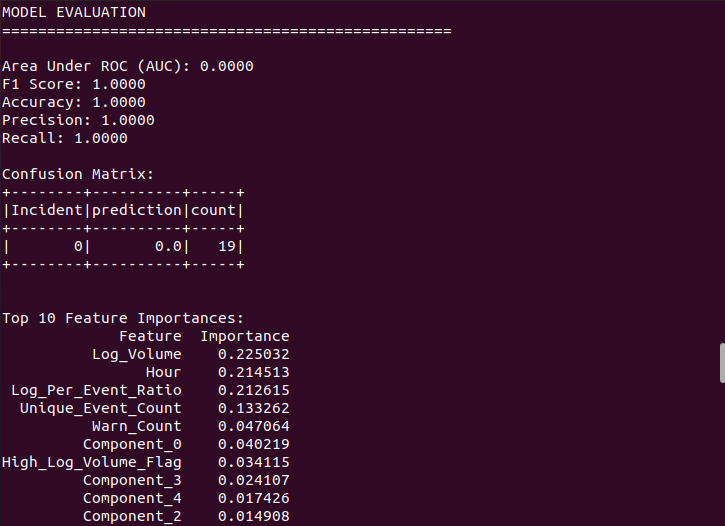 MODEL EVALUATION
==================================================
Area Under ROC (AUC): 0.0000
F1 Score: 1.0000
Accuracy: 1.0000
Precision: 1.0000
Recall: 1.0000
Confusion Matrix:
+--------+----------+-----+
|Incident|prediction|count|
+--------+----------+-----+
|       0|       0.0|   19|
+--------+----------+-----+
Top 10 Feature Importances:
             Feature  Importance
          Log_Volume    0.225032
                Hour    0.214513
 Log_Per_Event_Ratio    0.212615
  Unique_Event_Count    0.133262
          Warn_Count    0.047064
         Component_0    0.040219
High_Log_Volume_Flag    0.034115
         Component_3    0.024107
         Component_4    0.017426
         Component_2    0.014908